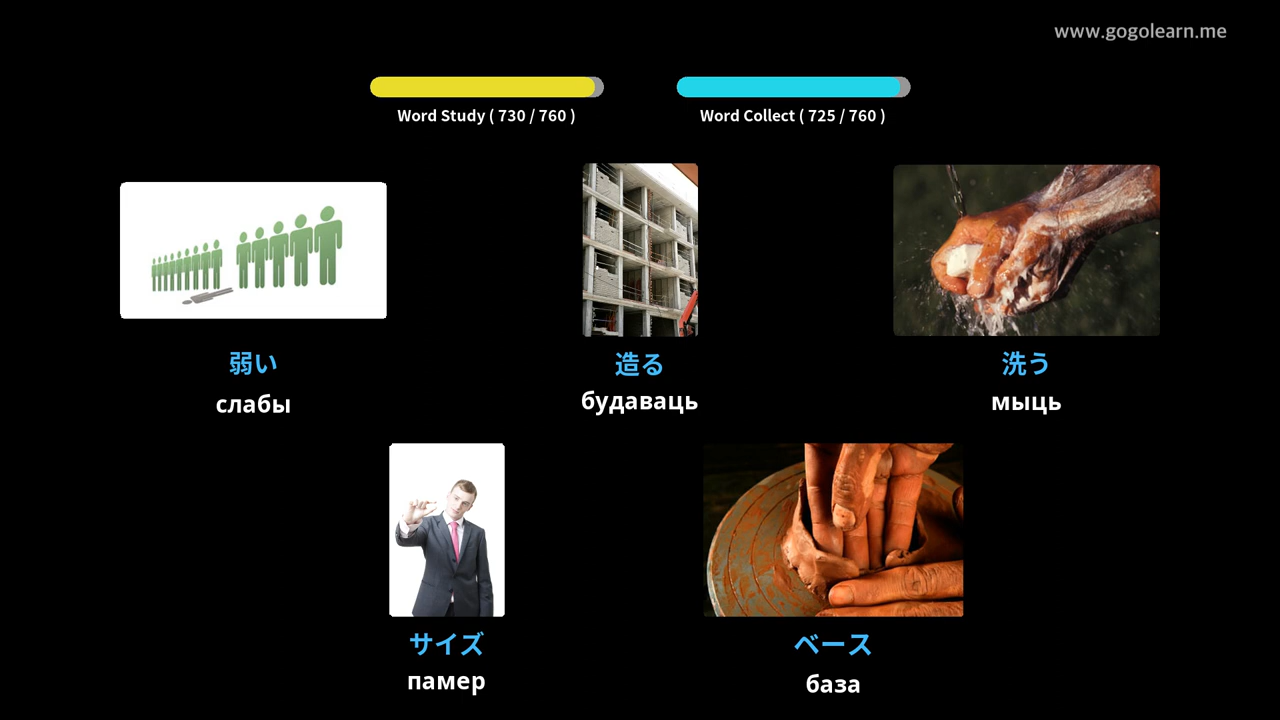 www.gogolearn.me
Word Study ( 730 / 760 )
Word Collect ( 725 / 760 )
弱い
слабы
造る
будаваць
洗う
мыць
サイズ
памер
ベース
база